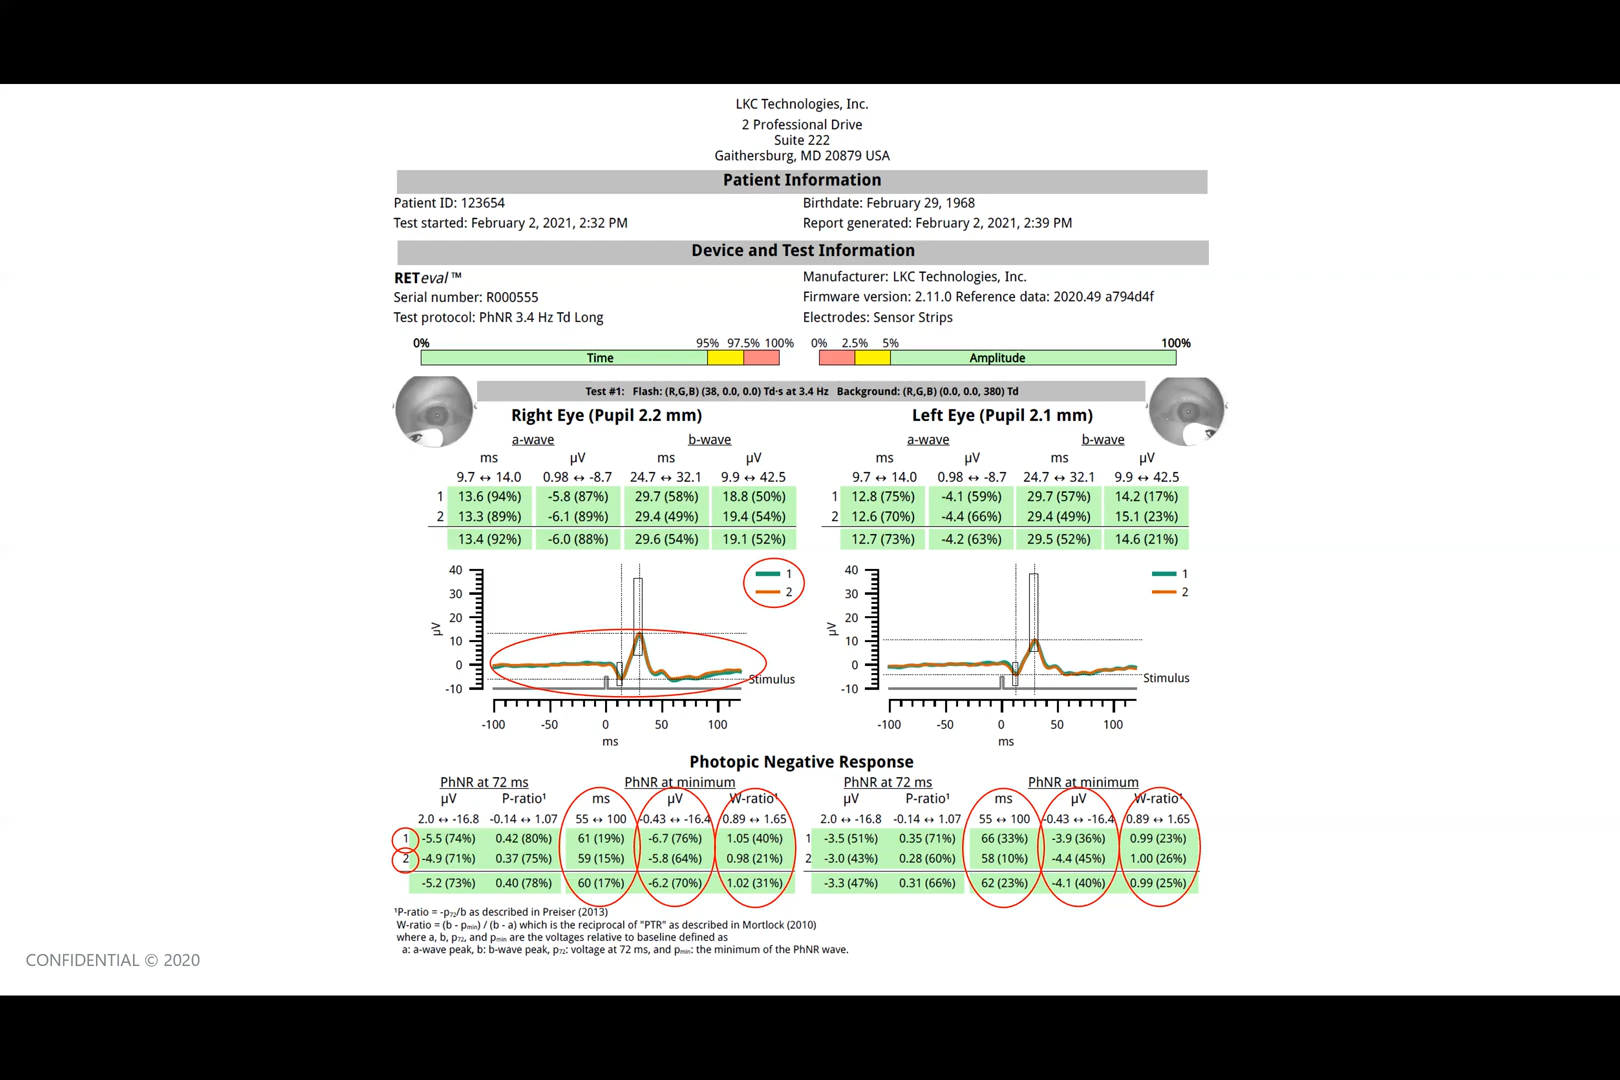 LKC Technologies, Inc.
2 Professional Drive
Suite 222
Gaithersburg, MD 20879 USA
Patient Information
Patient ID: 123654 Birthdate: February 29, 1968
Test started: February 2, 2021, 2:32 PM Report generated: February 2, 2021, 2:39 PM
Device and Test Information
RETeval ™ Manufacturer: LKC Technologies, Inc.
Serial number: R000555 Firmware version: 2.11.0 Reference data: 2020.49 a794d4f
Test protocol: PhNR 3.4 Hz Td Long Electrodes: Sensor Strips
0% 95% 97.5% 100% 0% 2.5% 5% 100%
Time Amplitude
Test #1: Flash: (R,G,B) (38, 0.0, 0.0) Td·s at 3.4 Hz Background: (R,G,B) (0.0, 0.0, 380) Td
Right Eye (Pupil 2.2 mm) Left Eye (Pupil 2.1 mm)
a-wave b-wave a-wave b-wave
ms µV ms µV ms µV ms µV
9.7 ↔ 14.0 0.98 ↔ -8.7 24.7 ↔ 32.1 9.9 ↔ 42.5 9.7 ↔ 14.0 0.98 ↔ -8.7 24.7 ↔ 32.1 9.9 ↔ 42.5
1 13.6 (94%) -5.8 (87%) 29.7 (58%) 18.8 (50%) 1 12.8 (75%) -4.1 (59%) 29.7 (57%) 14.2 (17%)
2 13.3 (89%) -6.1 (89%) 29.4 (49%) 19.4 (54%) 2 12.6 (70%) -4.4 (66%) 29.4 (49%) 15.1 (23%)
13.4 (92%) -6.0 (88%) 29.6 (54%) 19.1 (52%) 12.7 (73%) -4.2 (63%) 29.5 (52%) 14.6 (21%)
40 1 40 1
30 2 30 2
20 20
µV 10 µV 10
0 0
-10 Stimulus -10 Stimulus
-100 -50 0 50 100 -100 -50 0 50 100
ms ms
Photopic Negative Response
PhNR at 72 ms PhNR at minimum PhNR at 72 ms PhNR at minimum
µV P-ratio¹ ms µV W-ratio¹ µV P-ratio¹ ms µV W-ratio¹
2.0 ↔ -16.8 -0.14 ↔ 1.07 55 ↔ 100 -0.43 ↔ -16.4 0.89 ↔ 1.65 2.0 ↔ -16.8 -0.14 ↔ 1.07 55 ↔ 100 -0.43 ↔ -16.4 0.89 ↔ 1.65
1 -5.5 (74%) 0.42 (80%) 61 (19%) -6.7 (76%) 1.05 (40%) 1 -3.5 (51%) 0.35 (71%) 66 (33%) -3.9 (36%) 0.99 (23%)
2 -4.9 (71%) 0.37 (75%) 59 (15%) -5.8 (64%) 0.98 (21%) 2 -3.0 (43%) 0.28 (60%) 58 (10%) -4.4 (45%) 1.00 (26%)
-5.2 (73%) 0.40 (78%) 60 (17%) -6.2 (70%) 1.02 (31%) -3.3 (47%) 0.31 (66%) 62 (23%) -4.1 (40%) 0.99 (25%)
¹P-ratio = -p₇₂/b as described in Preiser (2013)
W-ratio = (b - pmin) / (b - a) which is the reciprocal of "PTR" as described in Mortlock (2010)
where a, b, p₇₂, and pmin are the voltages relative to baseline defined as
a: a-wave peak, b: b-wave peak, p₇₂: voltage at 72 ms, and pmin: the minimum of the PhNR wave.
CONFIDENTIAL © 2020